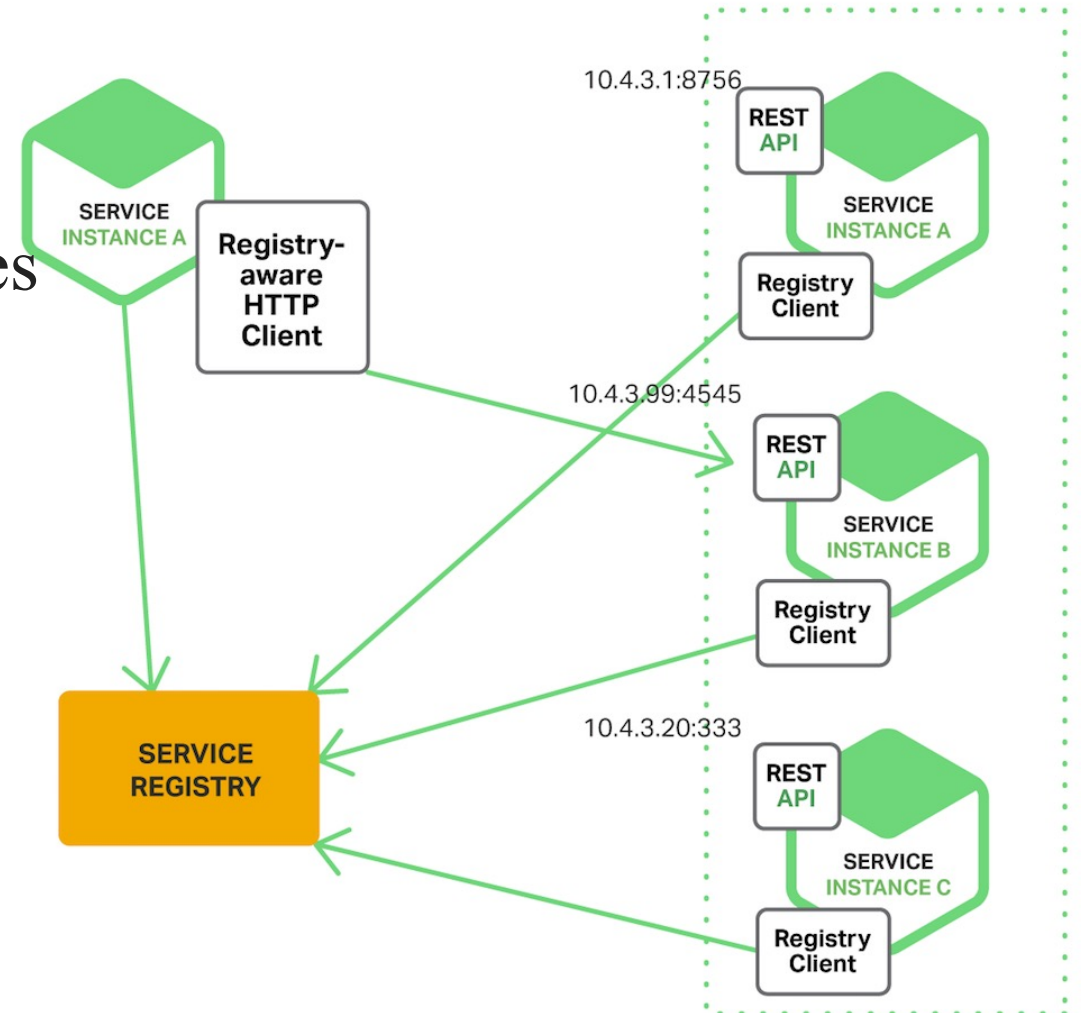 SERVICE
INSTANCE A
es
Registry-
aware
HTTP
Client
10.4.3.1:8756
REST
API
SERVICE
INSTANCE A
Registry
Client
10.4.3.99:4545
REST
API
SERVICE
INSTANCE B
Registry
Client
SERVICE
REGISTRY
10.4.3.20:333
REST
API
SERVICE
INSTANCE C
Registry
Client